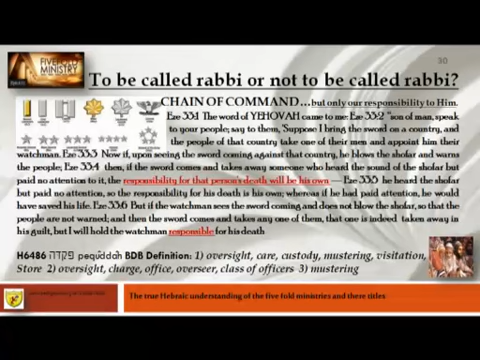 FIVEFOLD
MINISTRY
30
To be called rabbi or not to be called rabbi?
CHAIN OF COMMAND…but only our responsibility to Him.
Eze 33:1 The word of YEHOVAH came to me: Eze 33:2 "son of man, speak
to your people; say to them, 'Suppose I bring the sword on a country, and
the people of that country take one of their men and appoint him their
watchman. Eze 33:3 Now if, upon seeing the sword coming against that country, he blows the shofar and warns
the people; Eze 33:4 then, if the sword comes and takes away someone who heard the sound of the shofar but
paid no attention to it, the responsibility for that person's death will be his own — Eze 33:5 he heard the shofar
but paid no attention, so the responsibility for his death is his own; whereas if he had paid attention, he would
have saved his life. Eze 33:6 But if the watchman sees the sword coming and does not blow the shofar, so that the
people are not warned; and then the sword comes and takes any one of them, that one is indeed taken away in
his guilt, but I will hold the watchman responsible for his death
H6486 פקדה pequddah BDB Definition: 1) oversight, care, custody, mustering, visitation,
Store 2) oversight, charge, office, overseer, class of officers 3) mustering
The true Hebraic understanding of the five fold ministries and there titles